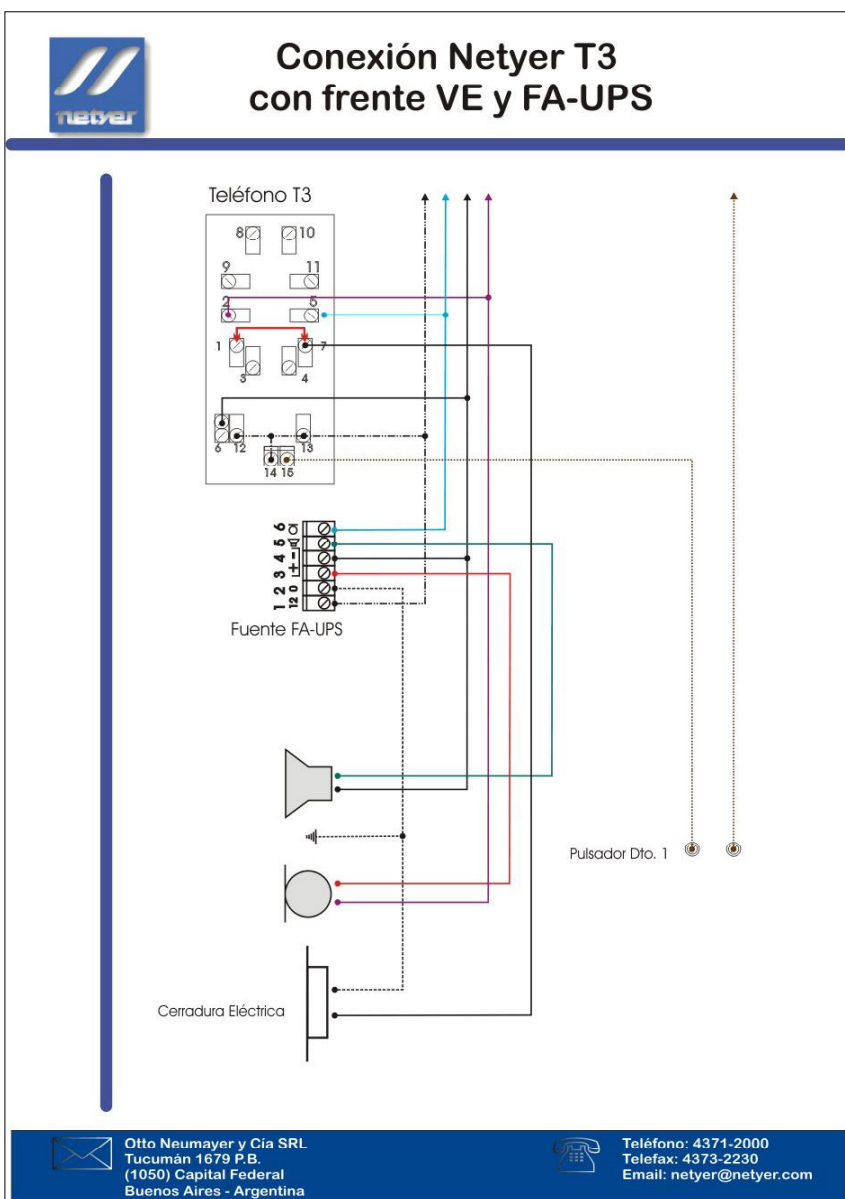 netyer
Conexión Netyer T3
con frente VE y FA-UPS
Teléfono T3
8 10
9 11
2 5
1 7
3 4
6 12 13
14 15
6
5
4 -
3 +
2 0
1 12
Fuente FA-UPS
Pulsador Dto. 1
Cerradura Eléctrica
Otto Neumayer y Cía SRL
Tucumán 1679 P.B.
(1050) Capital Federal
Buenos Aires - Argentina
Teléfono: 4371-2000
Telefax: 4373-2230
Email: netyer@netyer.com